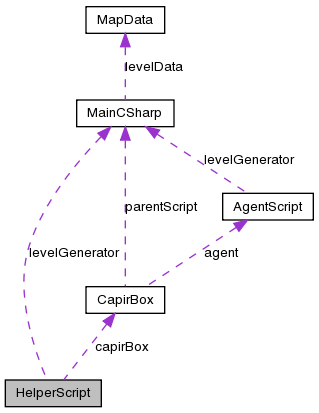 MapData
levelData
MainCSharp
levelGenerator
AgentScript
parentScript
levelGenerator
agent
CapirBox
capirBox
HelperScript